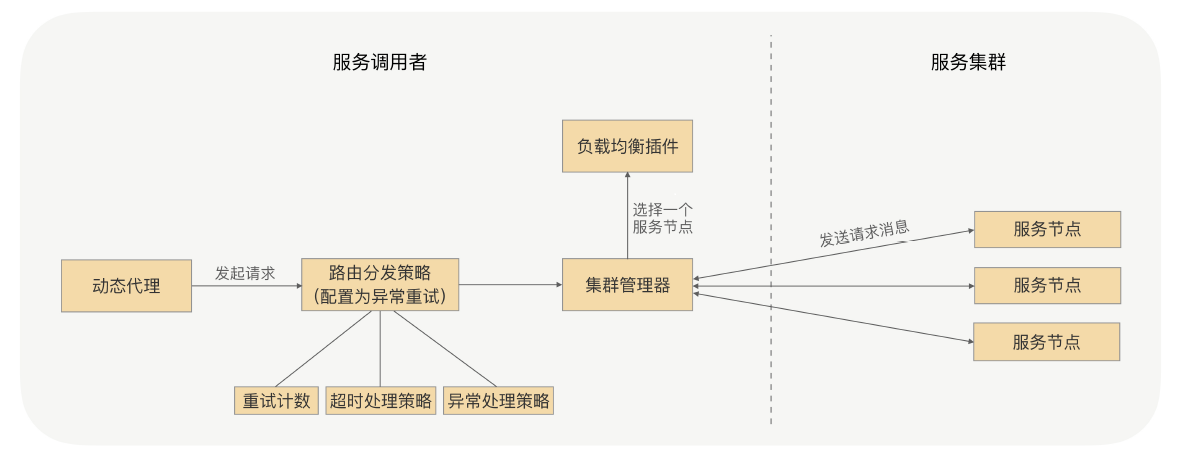 服务调用者
服务集群
负载均衡插件
选择一个
服务节点
发送请求消息
服务节点
动态代理
发起请求
路由分发策略
（配置为异常重试）
集群管理器
服务节点
服务节点
重试计数
超时处理策略
异常处理策略